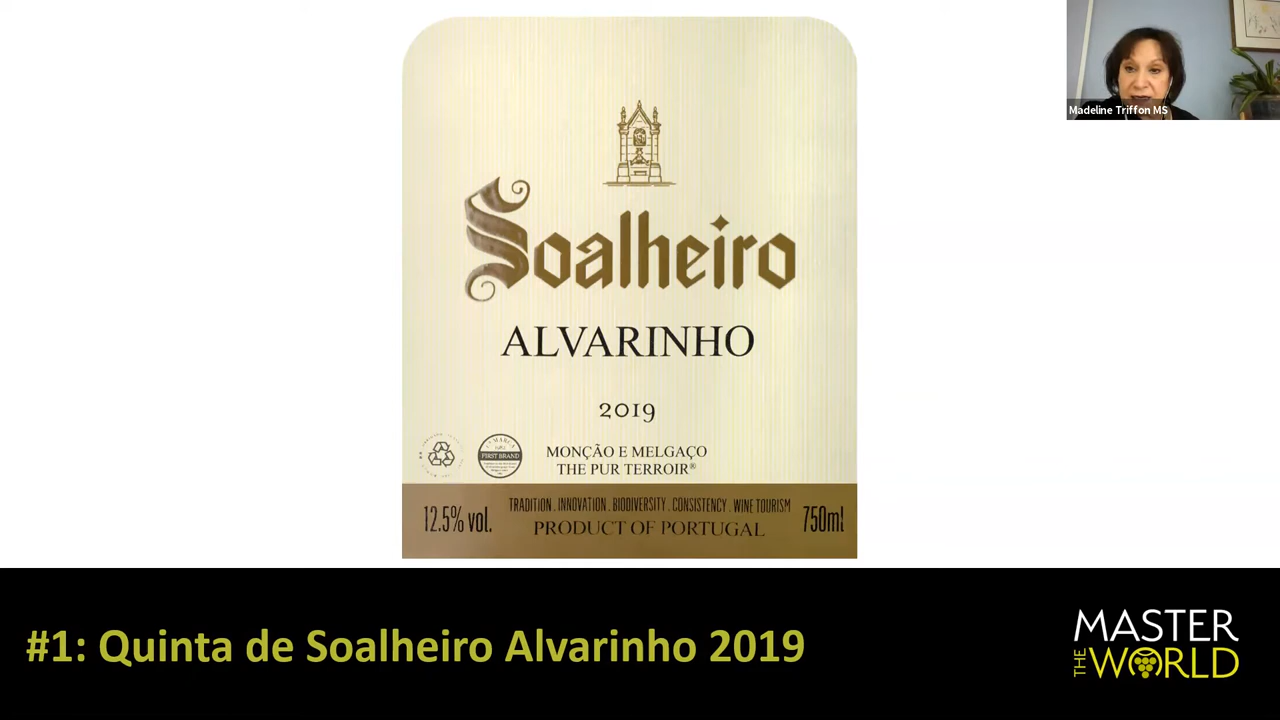 Madeline Triffon MS
Soalheiro
ALVARINHO
2019
FIRST BRAND
MONÇÃO E MELGAÇO
THE PUR TERROIR®
12.5% vol.
TRADITION . INNOVATION . BIODIVERSITY . CONSISTENCY . WINE TOURISM
PRODUCT OF PORTUGAL
750ml
#1: Quinta de Soalheiro Alvarinho 2019
MASTER
THE WORLD